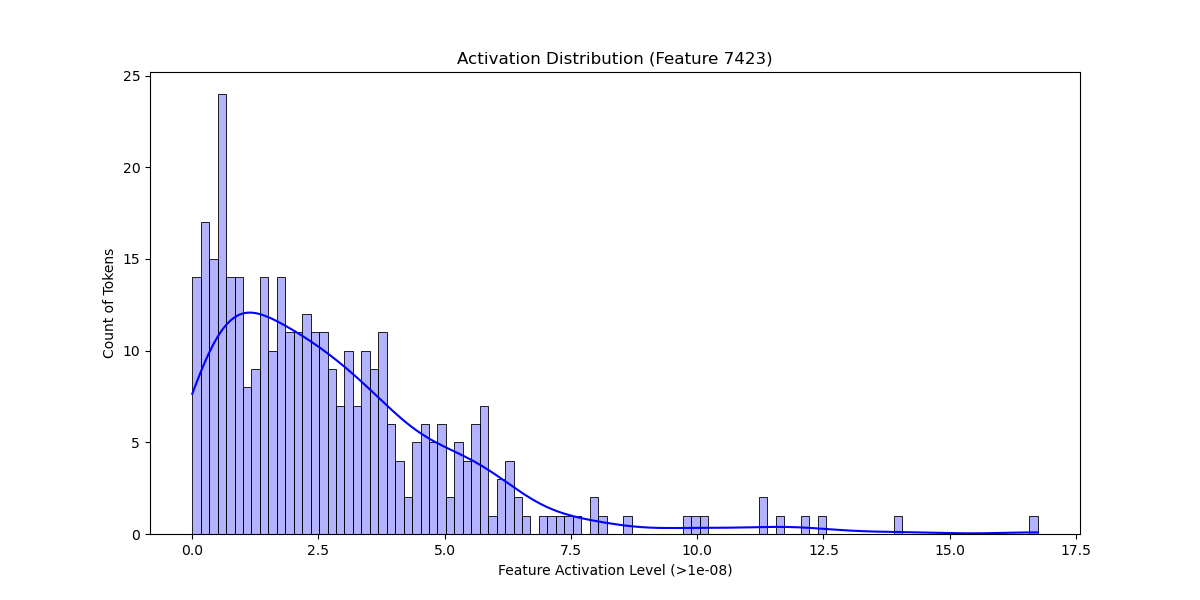 Activation Distribution (Feature 7423)
25
20
15
10
5
0
Count of Tokens
0.0 2.5 5.0 7.5 10.0 12.5 15.0 17.5
Feature Activation Level (>1e-08)